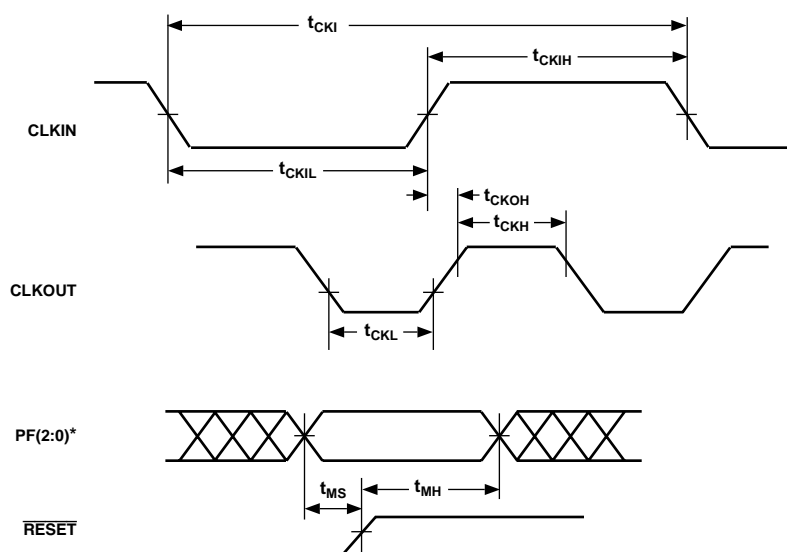 tCKI
tCKIH
CLKIN
tCKIL
tCKOH
tCKH
CLKOUT
tCKL
PF(2:0)*
tMS
tMH
RESET